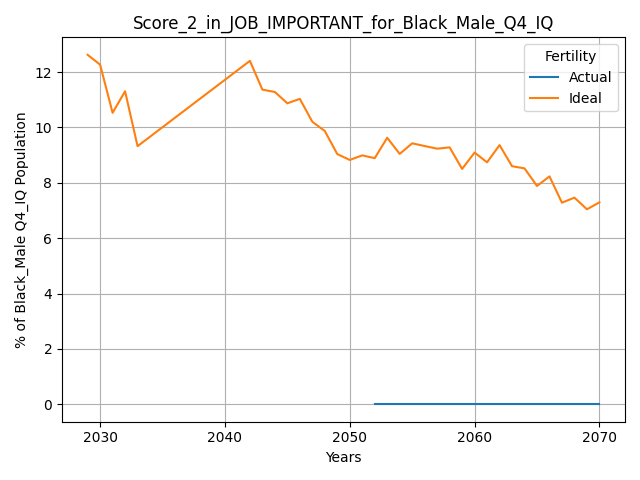 Score_2_in_JOB_IMPORTANT_for_Black_Male_Q4_IQ
Fertility
Actual
Ideal
% of Black_Male Q4_IQ Population
12
10
8
6
4
2
0
2030 2040 2050 2060 2070
Years